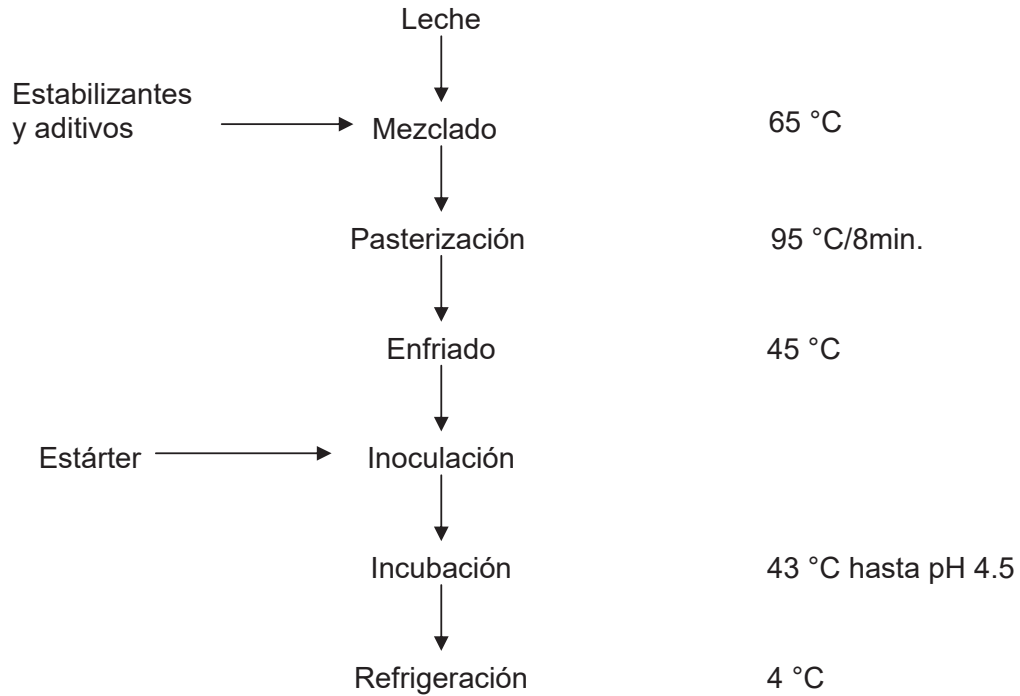 Leche
Estabilizantes
y aditivos
Mezclado
65 °C
Pasterización
95 °C/8min.
Enfriado
45 °C
Estárter
Inoculación
Incubación
43 °C hasta pH 4.5
Refrigeración
4 °C